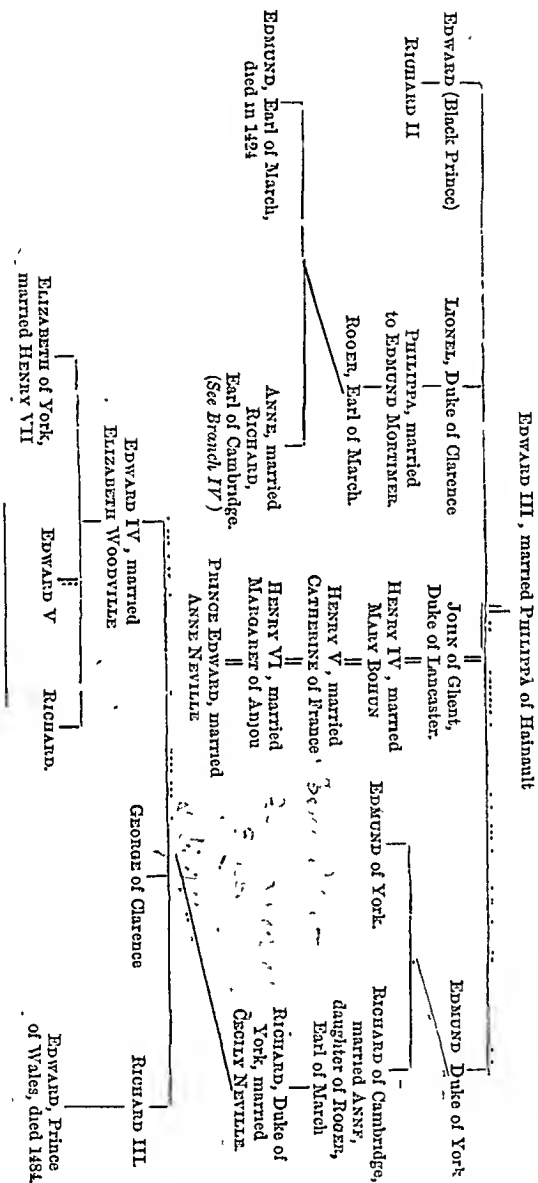 EDWARD III, married PHILIPPA of Hainault
EDWARD (Black Prince)
RICHARD II
LIONEL, Duke of Clarence
PHILIPPA, married
to EDMUND MORTIMER.
ROGER, Earl of March.
EDMUND, Earl of March,
died in 1424
ANNE, married
RICHARD,
Earl of Cambridge.
(See Branch IV)
JOHN of Ghent,
Duke of Lancaster.
HENRY IV, married
MARY BOHUN
HENRY V, married
CATHERINE of France
HENRY VI, married
MARGARET of Anjou
PRINCE EDWARD, married
ANNE NEVILLE
EDMUND Duke of York
EDMUND of York.
RICHARD of Cambridge,
married ANNE,
daughter of ROGER,
Earl of March
RICHARD, Duke of
York, married
CECILY NEVILLE.
EDWARD IV, married
ELIZABETH WOODVILLE
GEORGE of Clarence
RICHARD III.
ELIZABETH of York,
married HENRY VII
EDWARD V
RICHARD.
EDWARD, Prince
of Wales, died 1484.